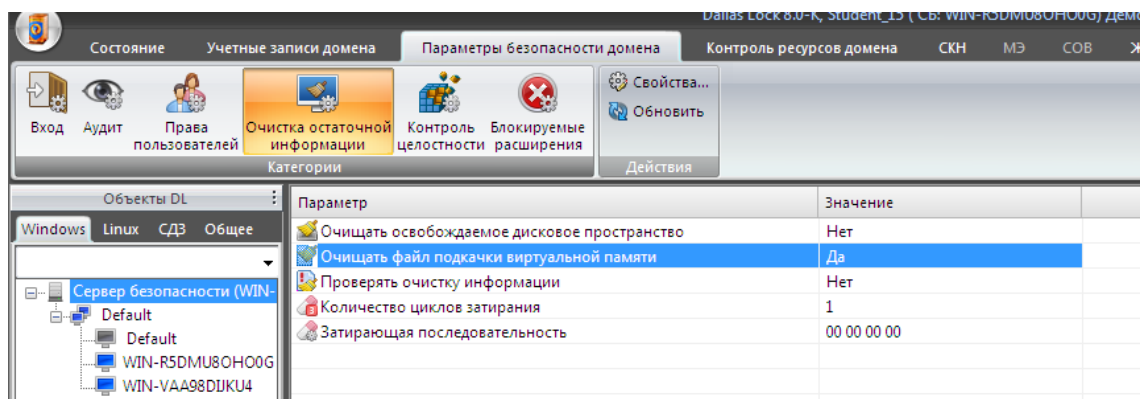 Dallas Lock 8.0-K, Student_15 ( СБ: WIN-R5DMU8OHO0G) Демо
Состояние Учетные записи домена Параметры безопасности домена Контроль ресурсов домена СКН МЭ СОВ Ж
Вход Аудит Права пользователей Очистка остаточной информации Контроль целостности Блокируемые расширения Свойства...
Обновить
Категории Действия
Объекты DL
Windows Linux СДЗ Общее
Сервер безопасности (WIN-
Default
Default
WIN-R5DMU8OHO0G
WIN-VAA98DIJKU4
Параметр Значение
Очищать освобождаемое дисковое пространство Нет
Очищать файл подкачки виртуальной памяти Да
Проверять очистку информации Нет
Количество циклов затирания 1
Затирающая последовательность 00 00 00 00